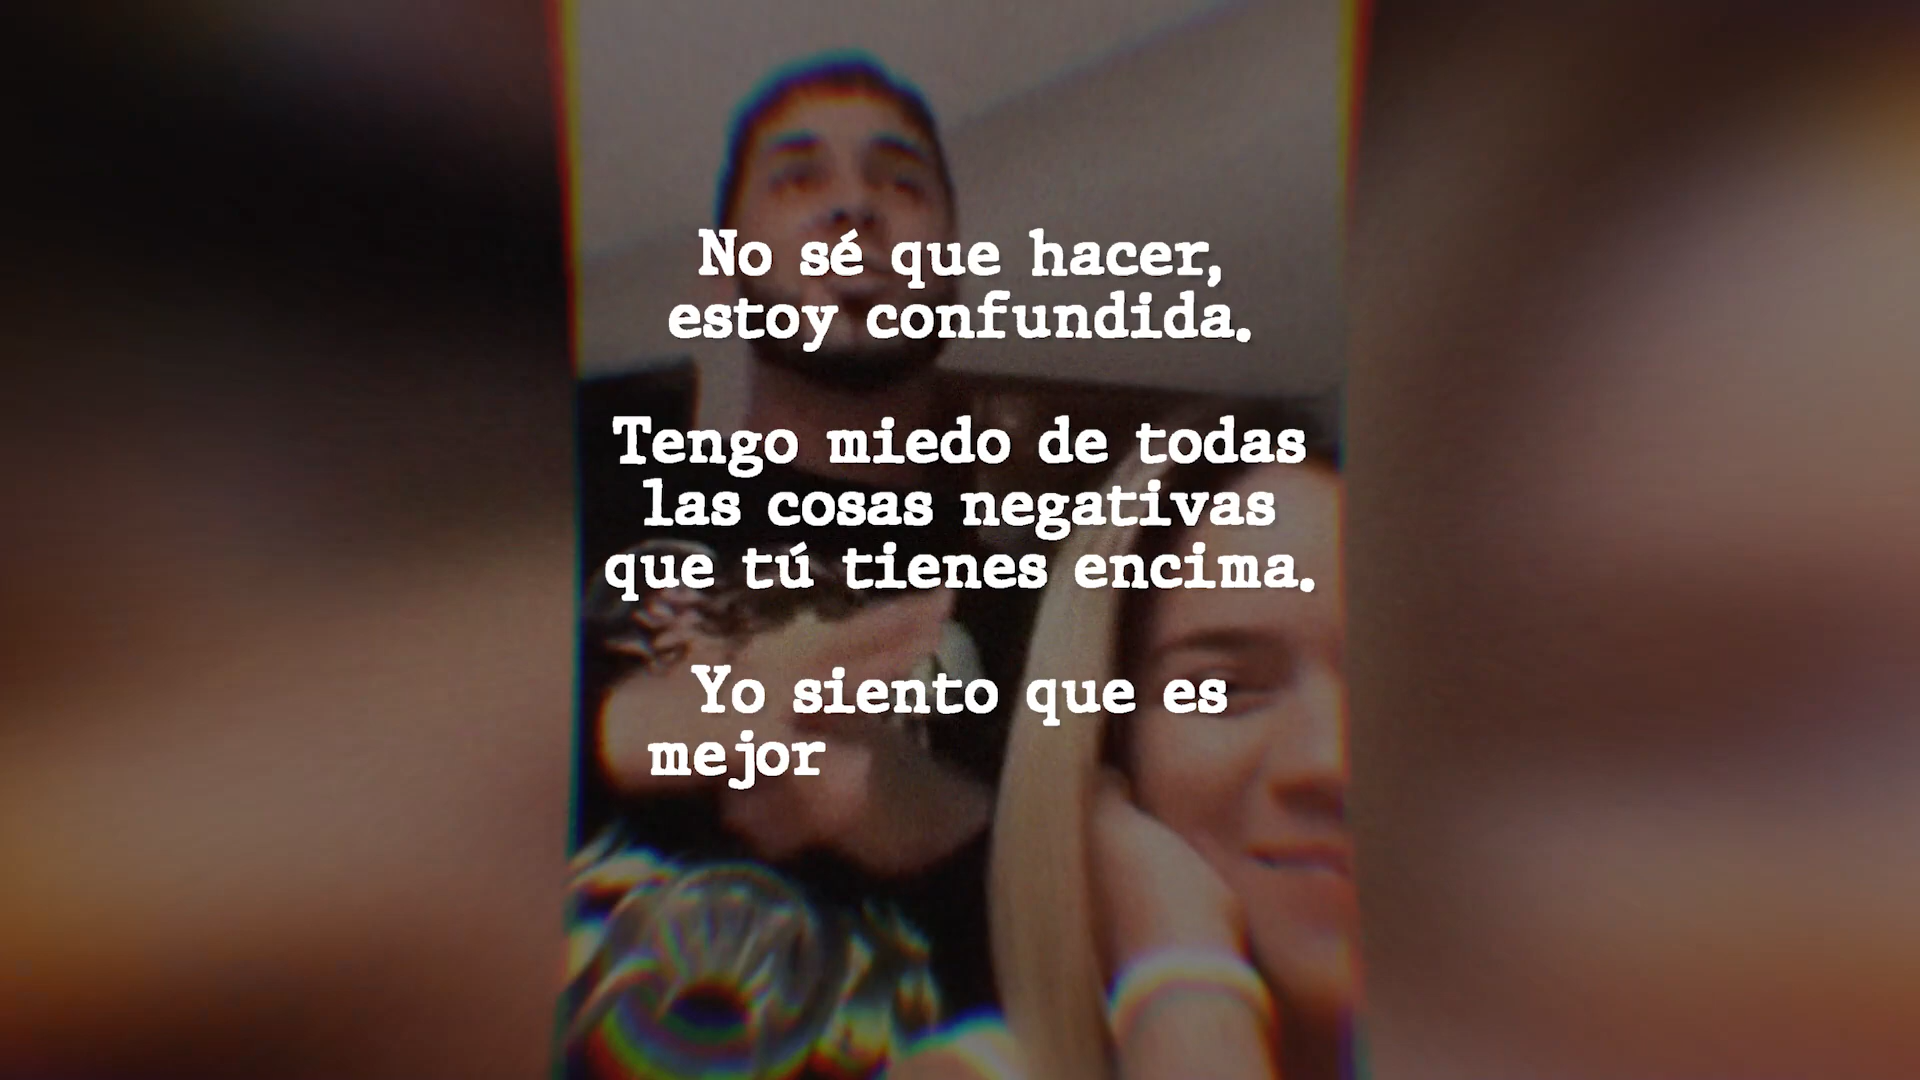 No sé que hacer,
estoy confundida.
Tengo miedo de todas
las cosas negativas
que tú tienes encima.
Yo siento que es
mejor